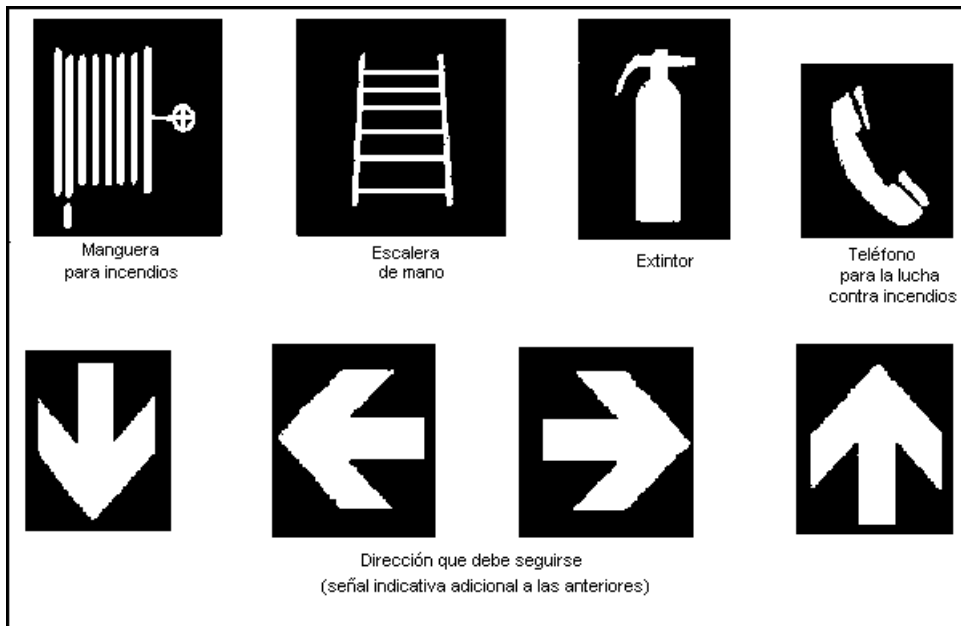 Manguera
para incendios
Escalera
de mano
Extintor
Teléfono
para la lucha
contra incendios
Dirección que debe seguirse
(señal indicativa adicional a las anteriores)